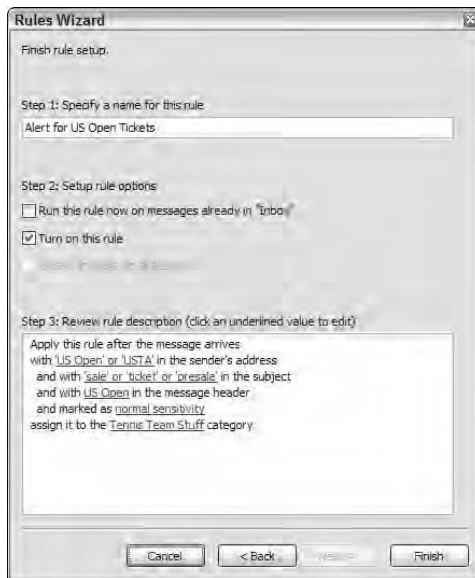 Rules Wizard
Finish rule setup.
Step 1: Specify a name for this rule
Alert for US Open Tickets
Step 2: Setup rule options
Run this rule now on messages already in "Inbox"
Turn on this rule
Step 3: Review rule description (click an underlined value to edit)
Apply this rule after the message arrives
with 'US Open' or 'USTA' in the sender's address
and with 'sale' or 'ticket' or 'presale' in the subject
and with US Open in the message header
and marked as normal sensitivity
assign it to the Tennis Team Stuff category
Cancel
< Back
Finish